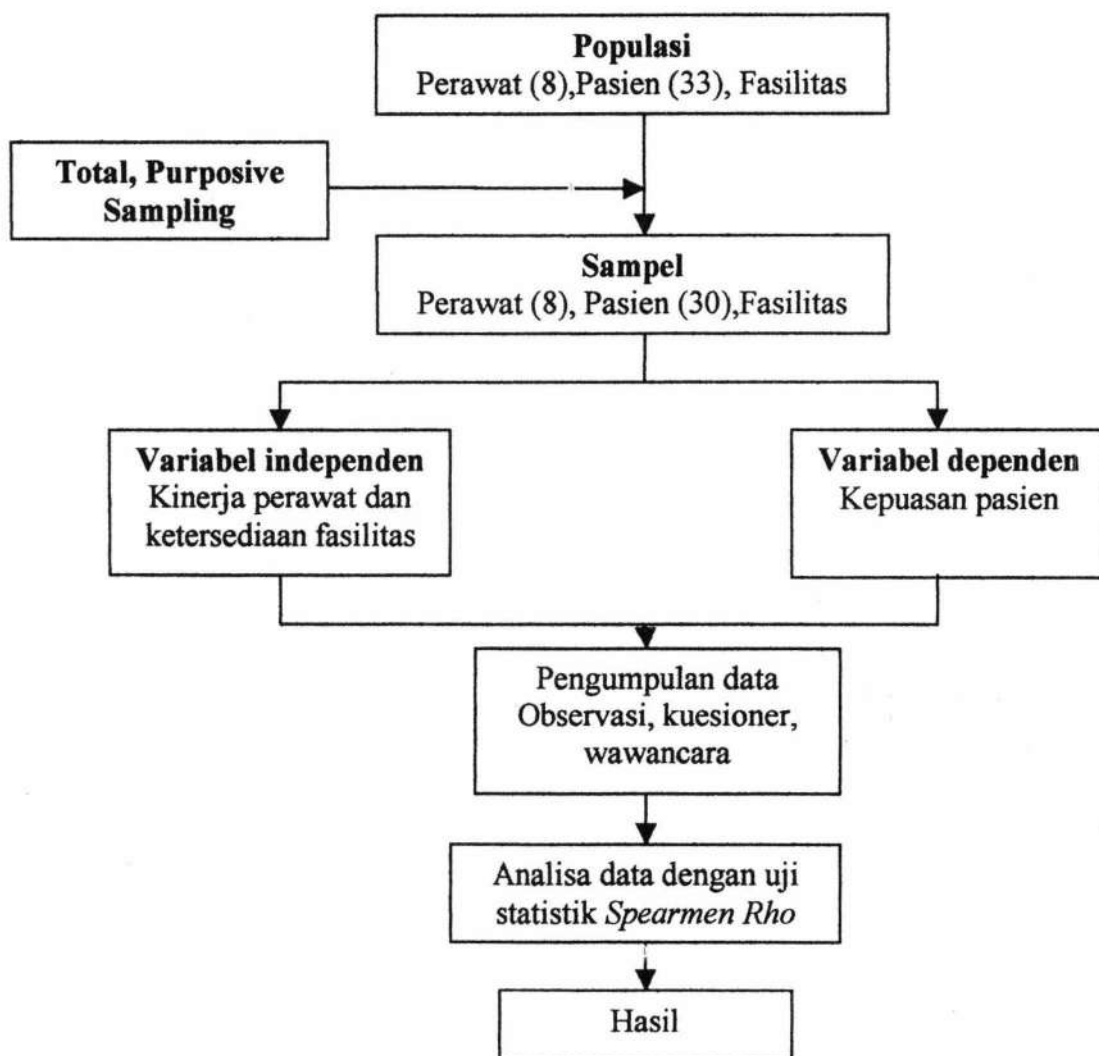 Populasi
Perawat (8),Pasien (33), Fasilitas
Total, Purposive
Sampling
Sampel
Perawat (8), Pasien (30),Fasilitas
Variabel independen
Kinerja perawat dan
ketersediaan fasilitas
Variabel dependen
Kepuasan pasien
Pengumpulan data
Observasi, kuesioner,
wawancara
Analisa data dengan uji
statistik Spearmen Rho
Hasil